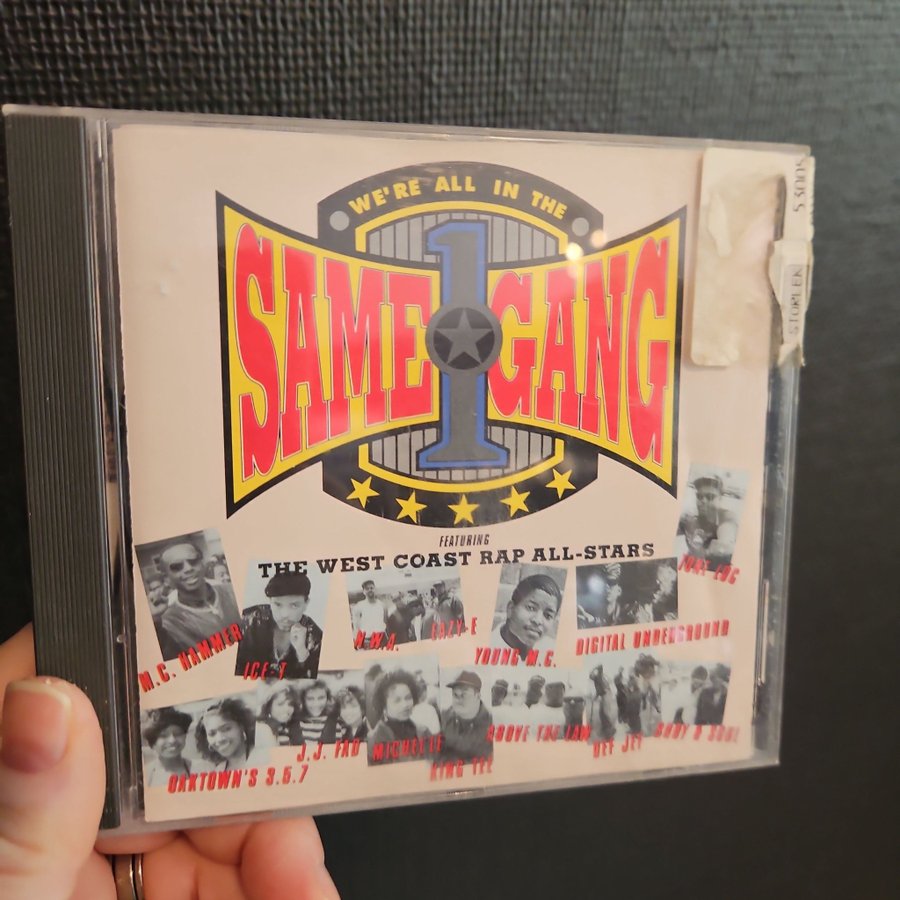 WE'RE ALL IN THE
SAME 1 GANG
53005
STOPLEK
FEATURING
THE WEST COAST RAP ALL-STARS
TONE LOC
M.C. HAMMER
ICE-T
N.W.A.
EAZY-E
YOUNG M.C.
DIGITAL UNDERGROUND
OAKTOWN'S 3.5.7
J.J. FAD
MICHEL'LE
KING TEE
ABOVE THE LAW
DEF JEF
BODY & SOUL